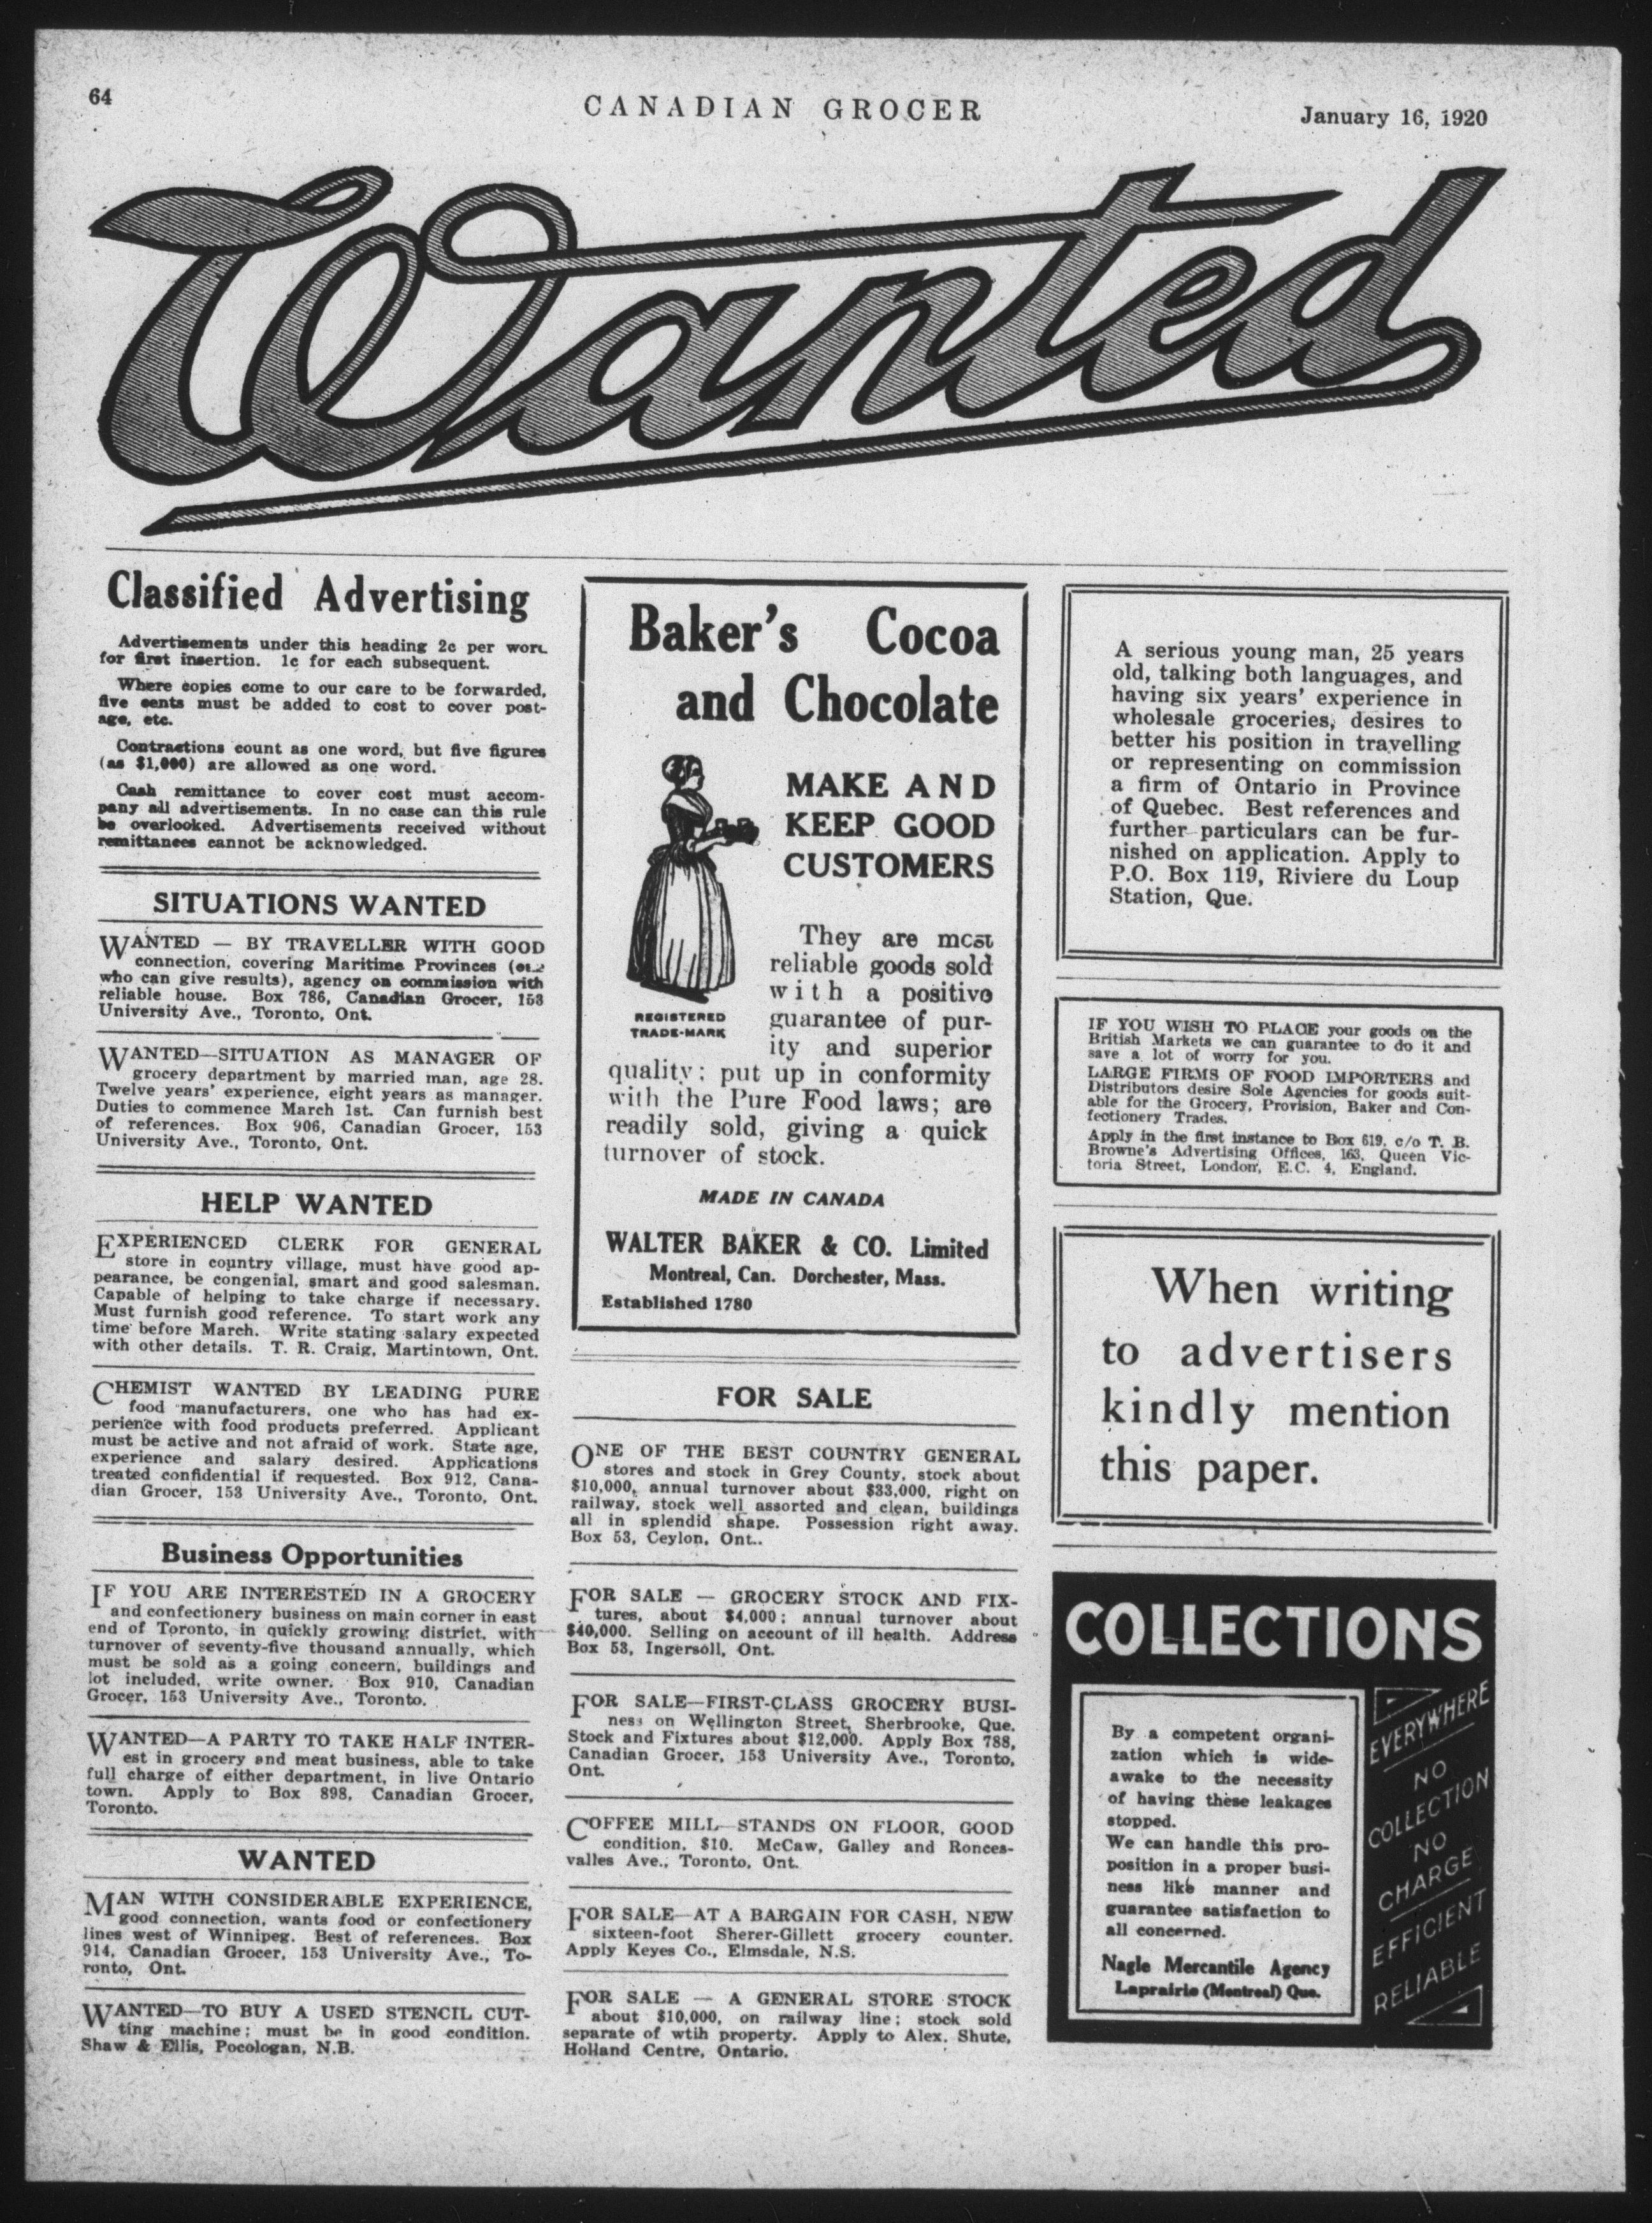 64
CANADIAN GROCER
January 16, 1920
Wanted
Classified Advertising
Advertisements under this heading 2c per
for first insertion. 1c for each subsequent.
Where copies come to our care to be forwarded,
five cents must be added to cost to cover post-
age, etc.
Contractions count as one word, but five figures
(as $1,000) are allowed as one word.
Cash remittance to cover cost must accom-
pany all advertisements. In no case can this rule
be overlooked. Advertisements received without
remittances cannot be acknowledged.
SITUATIONS WANTED
WANTED — BY TRAVELLER WITH GOOD
connection, covering Maritime Provinces (one
who can give results), agency on commission with
reliable house. Box 786, Canadian Grocer, 153
University Ave., Toronto, Ont.
WANTED—SITUATION AS MANAGER OF
grocery department by married man, age 28.
Twelve years' experience, eight years as manager.
Duties to commence March 1st. Can furnish best
of references. Box 906, Canadian Grocer, 153
University Ave., Toronto, Ont.
HELP WANTED
EXPERIENCED CLERK FOR GENERAL
store in country village, must have good ap-
pearance, be congenial, smart and good salesman.
Capable of helping to take charge if necessary.
Must furnish good reference. To start work any
time before March. Write stating salary expected
with other details. T. R. Craig, Martintown, Ont.
CHEMIST WANTED BY LEADING PURE
food manufacturers, one who has had ex-
perience with food products preferred. Applicant
must be active and not afraid of work. State age,
experience and salary desired. Applications
treated confidential if requested. Box 912, Cana-
dian Grocer, 153 University Ave., Toronto, Ont.
Business Opportunities
IF YOU ARE INTERESTED IN A GROCERY
and confectionery business on main corner in east
end of Toronto, in quickly growing district, with
turnover of seventy-five thousand annually, which
must be sold as a going concern, buildings and
lot included, write owner. Box 910, Canadian
Grocer, 153 University Ave., Toronto.
WANTED—A PARTY TO TAKE HALF INTER-
est in grocery and meat business, able to take
full charge of either department, in live Ontario
town. Apply to Box 898, Canadian Grocer,
Toronto.
WANTED
MAN WITH CONSIDERABLE EXPERIENCE,
good connection, wants food or confectionery
lines west of Winnipeg. Best of references. Box
914, Canadian Grocer, 153 University Ave., To-
ronto, Ont.
WANTED—TO BUY A USED STENCIL CUT-
ting machine; must be in good condition.
Shaw & Ellis, Pocologan, N.B.
Baker's Cocoa
and Chocolate
MAKE AND
KEEP GOOD
CUSTOMERS
REGISTERED
TRADE-MARK
They are most
reliable goods sold
with a positive
guarantee of pur-
ity and superior
quality; put up in conformity
with the Pure Food laws; are
readily sold, giving a quick
turnover of stock.
MADE IN CANADA
WALTER BAKER & CO. Limited
Montreal, Can. Dorchester, Mass.
Established 1780
FOR SALE
ONE OF THE BEST COUNTRY GENERAL
stores and stock in Grey County, stock about
$10,000, annual turnover about $33,000, right on
railway, stock well assorted and clean, buildings
all in splendid shape. Possession right away.
Box 53, Ceylon, Ont..
FOR SALE — GROCERY STOCK AND FIX-
tures, about $4,000; annual turnover about
$40,000. Selling on account of ill health. Address
Box 53, Ingersoll, Ont.
FOR SALE—FIRST-CLASS GROCERY BUSI-
ness on Wellington Street, Sherbrooke, Que.
Stock and Fixtures about $12,000. Apply Box 788,
Canadian Grocer, 153 University Ave., Toronto,
Ont.
COFFEE MILL—STANDS ON FLOOR, GOOD
condition, $10. McCaw, Galley and Ronces-
valles Ave., Toronto, Ont.
FOR SALE—AT A BARGAIN FOR CASH, NEW
sixteen-foot Sherer-Gillett grocery counter.
Apply Keyes Co., Elmsdale, N.S.
FOR SALE — A GENERAL STORE STOCK
about $10,000, on railway line; stock sold
separate of wtih property. Apply to Alex. Shute,
Holland Centre, Ontario.
A serious young man, 25 years
old, talking both languages, and
having six years' experience in
wholesale groceries, desires to
better his position in travelling
or representing on commission
a firm of Ontario in Province
of Quebec. Best references and
further particulars can be fur-
nished on application. Apply to
P.O. Box 119, Riviere du Loup
Station, Que.
IF YOU WISH TO PLACE your goods on the
British Markets we can guarantee to do it and
save a lot of worry for you.
LARGE FIRMS OF FOOD IMPORTERS and
Distributors desire Sole Agencies for goods suit-
able for the Grocery, Provision, Baker and Con-
fectionery Trades.
Apply in the first instance to Box 619, c/o T. B.
Browne's Advertising Offices, 163, Queen Vic-
toria Street, London, E.C. 4, England.
When writing
to advertisers
kindly mention
this paper.
COLLECTIONS
By a competent organi-
zation which is wide-
awake to the necessity
of having these leakages
stopped.
We can handle this pro-
position in a proper busi-
ness like manner and
guarantee satisfaction to
all concerned.
Nagle Mercantile Agency
Laprairie (Montreal) Que.
EVERYWHERE
NO
COLLECTION
NO
CHARGE
EFFICIENT
RELIABLE